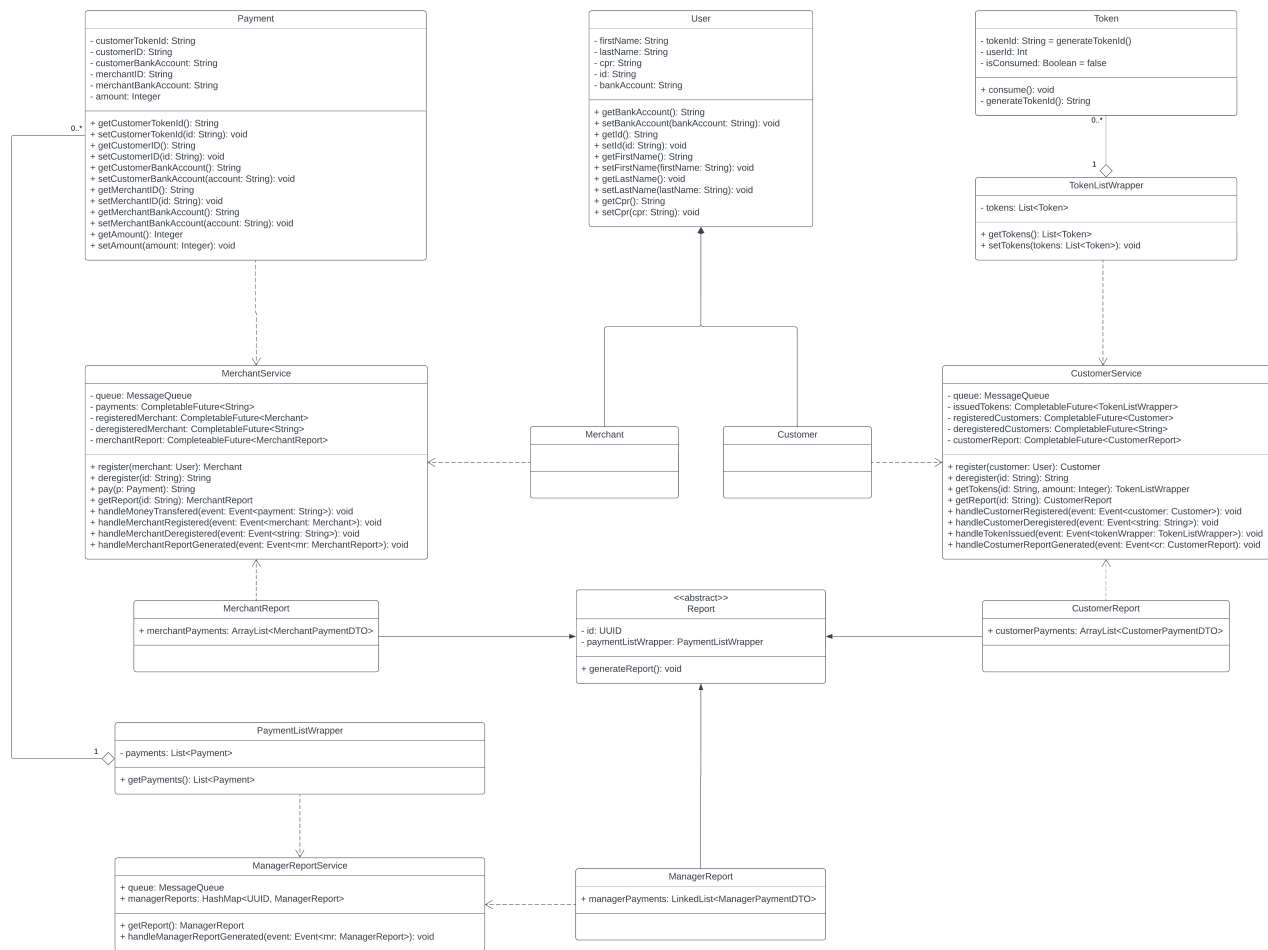 Payment
- customerTokenId: String
- customerID: String
- customerBankAccount: String
- merchantID: String
- merchantBankAccount: String
- amount: Integer
+ getCustomerTokenId(): String
+ setCustomerTokenId(id: String): void
+ getCustomerID(): String
+ setCustomerID(id: String): void
+ getCustomerBankAccount(): String
+ setCustomerBankAccount(account: String): void
+ getMerchantID(): String
+ setMerchantID(id: String): void
+ getMerchantBankAccount(): String
+ setMerchantBankAccount(account: String): void
+ getAmount(): Integer
+ setAmount(amount: Integer): void
0..*
User
- firstName: String
- lastName: String
- cpr: String
- id: String
- bankAccount: String
+ getBankAccount(): String
+ setBankAccount(bankAccount: String): void
+ getId(): String
+ setId(id: String): void
+ getFirstName(): String
+ setFirstName(firstName: String): void
+ getLastName(): void
+ setLastName(lastName: String): void
+ getCpr(): String
+ setCpr(cpr: String): void
Token
- tokenId: String = generateTokenId()
- userId: Int
- isConsumed: Boolean = false
+ consume(): void
- generateTokenId(): String
0..*
1
TokenListWrapper
- tokens: List<Token>
+ getTokens(): List<Token>
+ setTokens(tokens: List<Token>): void
MerchantService
- queue: MessageQueue
- payments: CompletableFuture<String>
- registeredMerchant: CompletableFuture<Merchant>
- deregisteredMerchant: CompletableFuture<String>
- merchantReport: CompleteableFuture<MerchantReport>
+ register(merchant: User): Merchant
+ deregister(id: String): String
+ pay(p: Payment): String
+ getReport(id: String): MerchantReport
+ handleMoneyTransfered(event: Event<payment: String>): void
+ handleMerchantRegistered(event: Event<merchant: Merchant>): void
+ handleMerchantDeregistered(event: Event<string: String>): void
+ handleMerchantReportGenerated(event: Event<mr: MerchantReport>): void
Merchant
Customer
CustomerService
- queue: MessageQueue
- issuedTokens: CompletableFuture<TokenListWrapper>
- registeredCustomers: CompletableFuture<Customer>
- deregisteredCustomers: CompletableFuture<String>
- customerReport: CompletableFuture<CustomerReport>
+ register(customer: User): Customer
+ deregister(id: String): String
+ getTokens(id: String, amount: Integer): TokenListWrapper
+ getReport(id: String): CustomerReport
+ handleCustomerRegistered(event: Event<customer: Customer>): void
+ handleCustomerDeregistered(event: Event<string: String>): void
+ handleTokenIssued(event: Event<tokenWrapper: TokenListWrapper>): void
+ handleCostumerReportGenerated(event: Event<cr: CustomerReport): void
MerchantReport
+ merchantPayments: ArrayList<MerchantPaymentDTO>
<<abstract>>
Report
- id: UUID
- paymentListWrapper: PaymentListWrapper
+ generateReport(): void
CustomerReport
+ customerPayments: ArrayList<CustomerPaymentDTO>
PaymentListWrapper
1
- payments: List<Payment>
+ getPayments(): List<Payment>
ManagerReportService
+ queue: MessageQueue
+ managerReports: HashMap<UUID, ManagerReport>
+ getReport(): ManagerReport
+ handleManagerReportGenerated(event: Event<mr: ManagerReport>): void
ManagerReport
+ managerPayments: LinkedList<ManagerPaymentDTO>